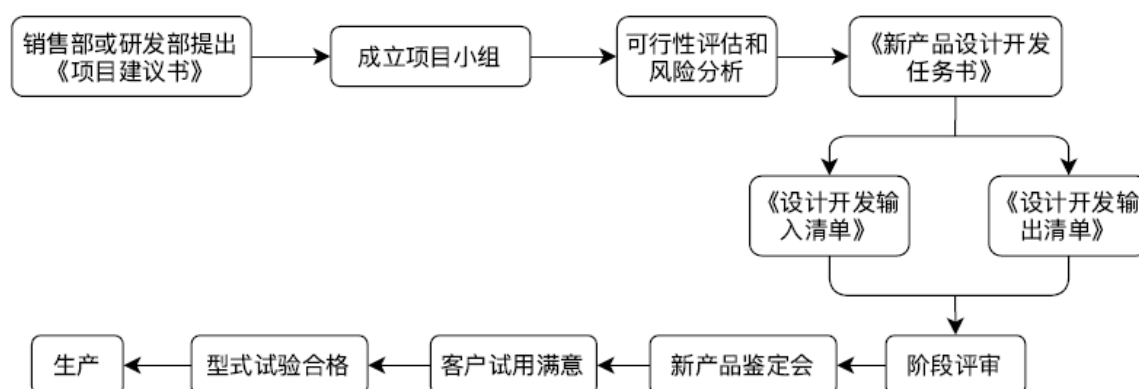 销售部或研发部提出
《项目建议书》
成立项目小组
可行性评估和
风险分析
《新产品设计开发
任务书》
《设计开发输
入清单》
《设计开发输
出清单》
阶段评审
新产品鉴定会
客户试用满意
型式试验合格
生产